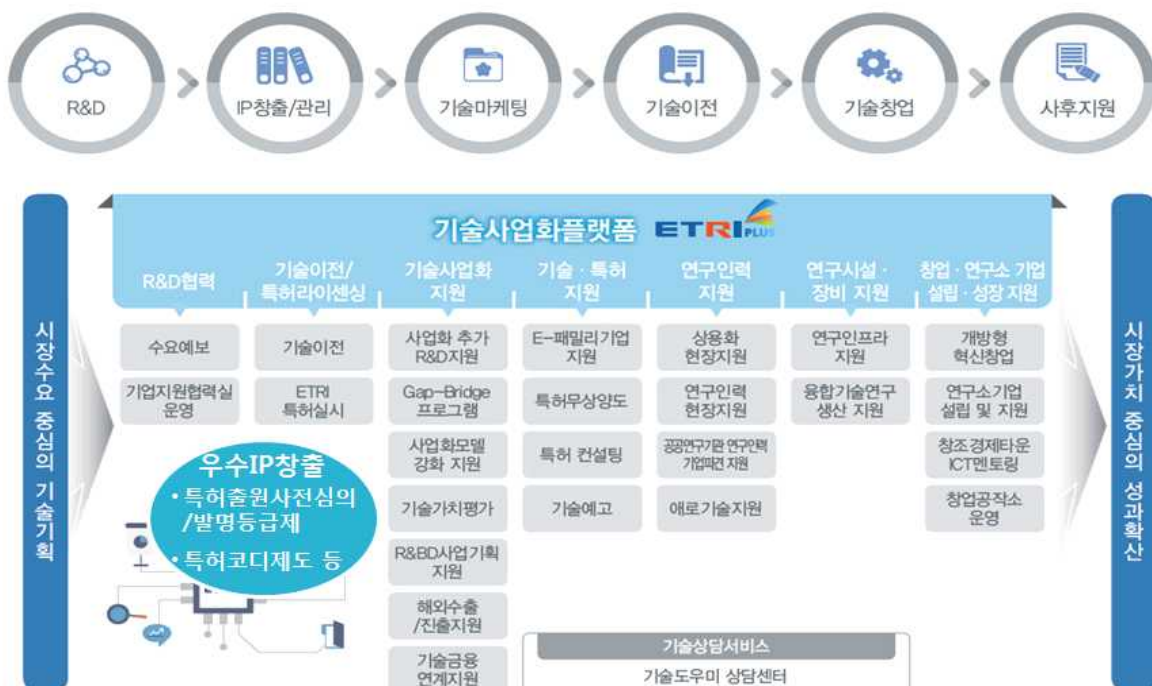 R&D
IP창출/관리
기술마케팅
기술이전
기술창업
사후지원
기술사업화플랫폼 ETRI PLUS
시장수요 중심의 기술기획
R&D협력
수요예보
기업지원협력실
운영
기술이전/
특허라이센싱
기술이전
ETRI
특허실시
우수IP창출
• 특허출원사전심의
/발명등급제
• 특허코디제도 등
기술사업화
지원
사업화 추가
R&D지원
Gap-Bridge
프로그램
사업화모델
강화 지원
기술가치평가
R&BD사업기획
지원
해외수출
/진출지원
기술금융
연계지원
기술·특허
지원
E-패밀리기업
지원
특허무상양도
특허 컨설팅
기술예고
연구인력
지원
상용화
현장지원
연구인력
현장지원
공공연구기관 연구인력
기업파견 지원
애로기술지원
연구시설·
장비 지원
연구인프라
지원
융합기술연구
생산 지원
창업·연구소 기업
설립·성장 지원
개방형
혁신창업
연구소기업
설립 및 지원
창조경제타운
ICT멘토링
창업공작소
운영
기술상담서비스
기술도우미 상담센터
시장가치 중심의 성과확산